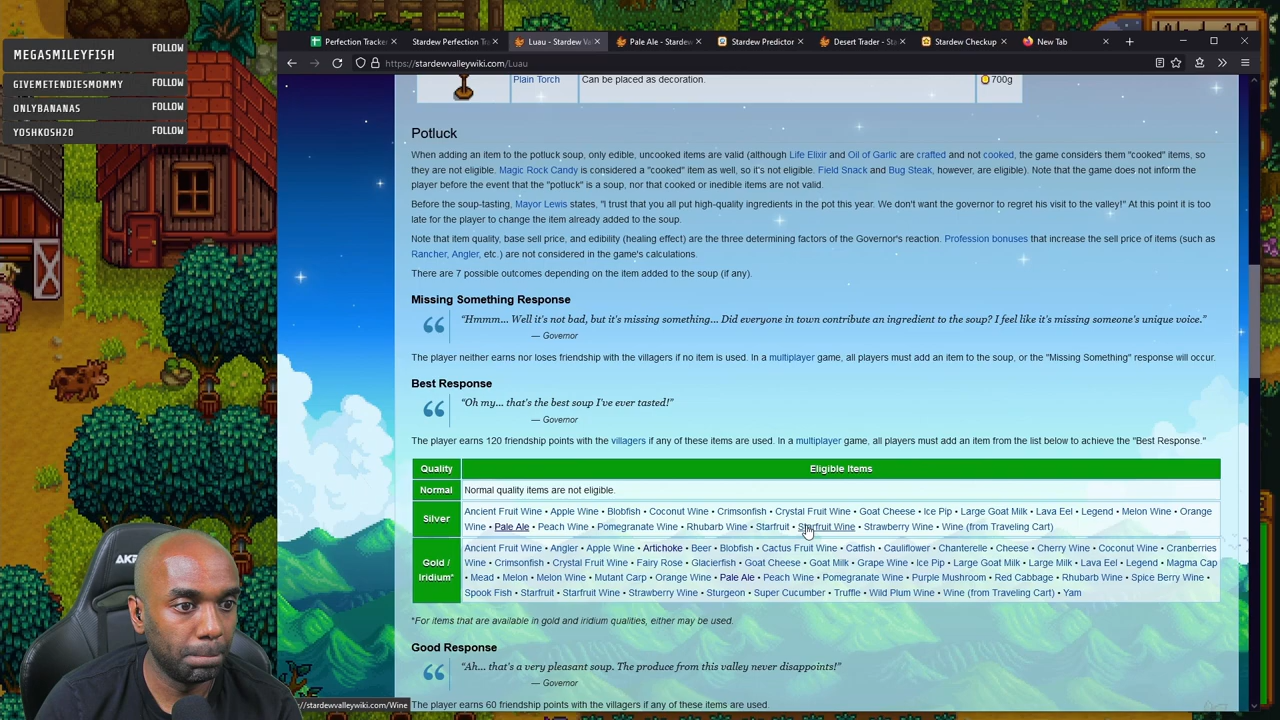 MEGASMILEYFISH FOLLOW
GIVEMETENDIESMOMMY FOLLOW
ONLYBANANAS FOLLOW
YOSHKOSH20 FOLLOW
Perfection Tracke
Stardew Perfection Tra
Luau - Stardew Va
Pale Ale - Stardew
Stardew Predictor
Desert Trader - Sta
Stardew Checkup
New Tab
https://stardewvalleywiki.com/Luau
Plain Torch Can be placed as decoration. 700g
Potluck
When adding an item to the potluck soup, only edible, uncooked items are valid (although Life Elixir and Oil of Garlic are crafted and not cooked, the game considers them "cooked" items, so
they are not eligible. Magic Rock Candy is considered a "cooked" item as well, so it's not eligible. Field Snack and Bug Steak, however, are eligible). Note that the game does not inform the
player before the event that the "potluck" is a soup, nor that cooked or inedible items are not valid.
Before the soup-tasting, Mayor Lewis states, "I trust that you all put high-quality ingredients in the pot this year. We don't want the governor to regret his visit to the valley!" At this point it is too
late for the player to change the item already added to the soup.
Note that item quality, base sell price, and edibility (healing effect) are the three determining factors of the Governor's reaction. Profession bonuses that increase the sell price of items (such as
Rancher, Angler, etc.) are not considered in the game's calculations.
There are 7 possible outcomes depending on the item added to the soup (if any).
Missing Something Response
“Hmmm... Well it's not bad, but it's missing something... Did everyone in town contribute an ingredient to the soup? I feel like it's missing someone's unique voice.”
— Governor
The player neither earns nor loses friendship with the villagers if no item is used. In a multiplayer game, all players must add an item to the soup, or the "Missing Something" response will occur.
Best Response
“Oh my... that's the best soup I've ever tasted!”
— Governor
The player earns 120 friendship points with the villagers if any of these items are used. In a multiplayer game, all players must add an item from the list below to achieve the "Best Response."
Quality Eligible Items
Normal Normal quality items are not eligible.
Silver Ancient Fruit Wine • Apple Wine • Blobfish • Coconut Wine • Crimsonfish • Crystal Fruit Wine • Goat Cheese • Ice Pip • Large Goat Milk • Lava Eel • Legend • Melon Wine • Orange
Wine • Pale Ale • Peach Wine • Pomegranate Wine • Rhubarb Wine • Starfruit • Starfruit Wine • Strawberry Wine • Wine (from Traveling Cart)
Gold / Iridium* Ancient Fruit Wine • Angler • Apple Wine • Artichoke • Beer • Blobfish • Cactus Fruit Wine • Catfish • Cauliflower • Chanterelle • Cheese • Cherry Wine • Coconut Wine • Cranberries
Wine • Crimsonfish • Crystal Fruit Wine • Fairy Rose • Glacierfish • Goat Cheese • Goat Milk • Grape Wine • Ice Pip • Large Goat Milk • Large Milk • Lava Eel • Legend • Magma Cap
• Mead • Melon • Melon Wine • Mutant Carp • Orange Wine • Pale Ale • Peach Wine • Pomegranate Wine • Purple Mushroom • Red Cabbage • Rhubarb Wine • Spice Berry Wine •
Spook Fish • Starfruit • Starfruit Wine • Strawberry Wine • Sturgeon • Super Cucumber • Truffle • Wild Plum Wine • Wine (from Traveling Cart) • Yam
*For items that are available in gold and iridium qualities, either may be used.
Good Response
“Ah... that's a very pleasant soup. The produce from this valley never disappoints!”
— Governor
The player earns 60 friendship points with the villagers if any of these items are used.
://stardewvalleywiki.com/Wine